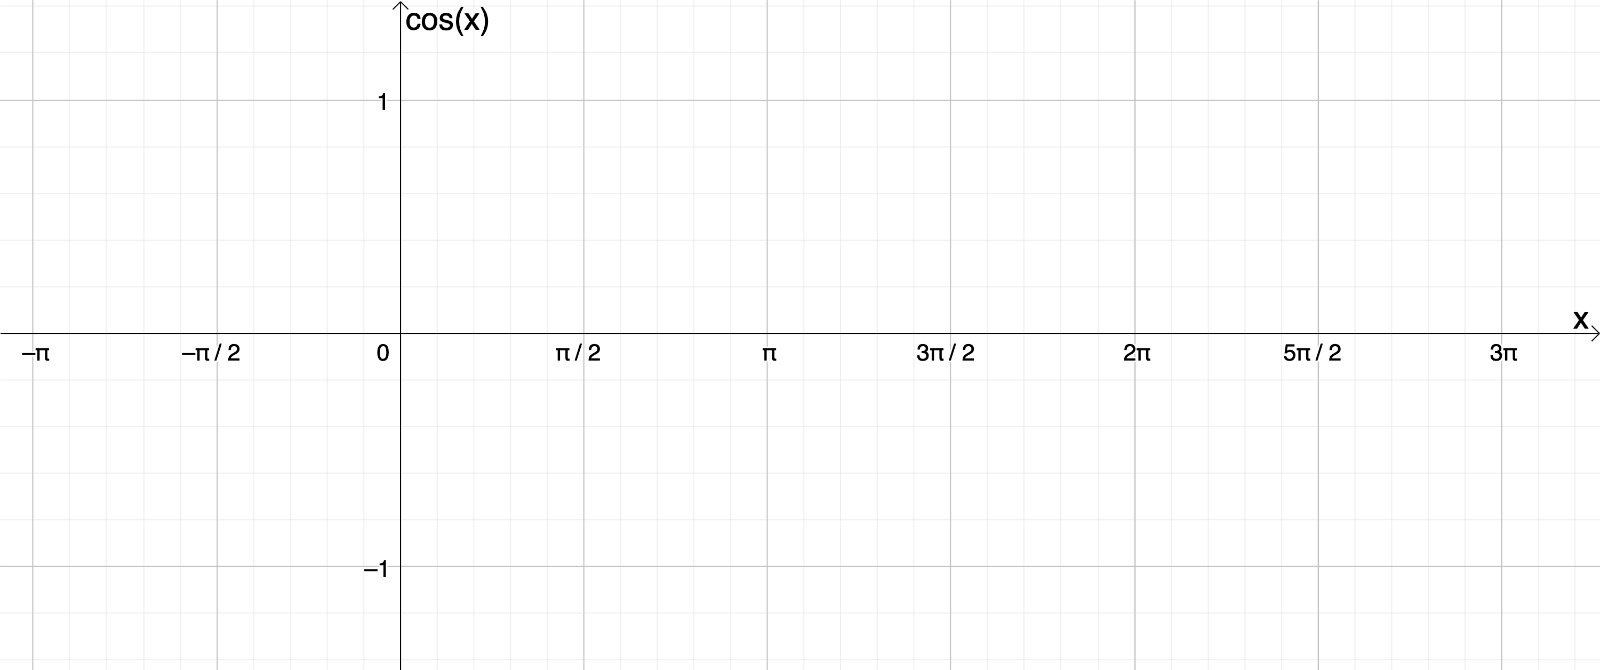 cos(x)
1
x
–π
–π / 2
0
π / 2
π
3π / 2
2π
5π / 2
3π
–1